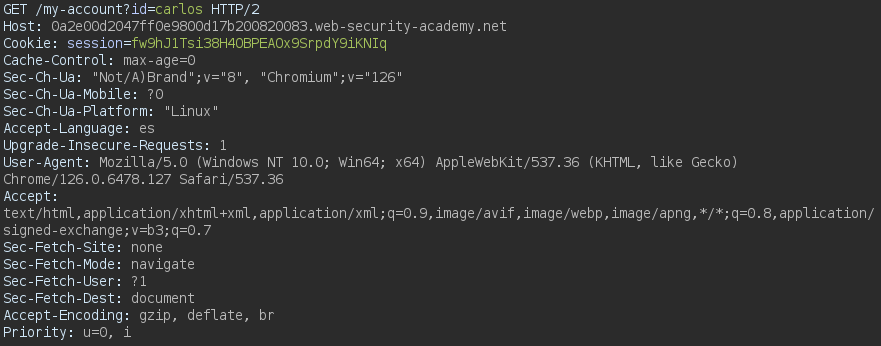 GET /my-account?id=carlos HTTP/2
Host: 0a2e00d2047ff0e9800d17b200820083.web-security-academy.net
Cookie: session=fw9hJ1Tsi38H4OBPEAOx9SrpdY9iKNIq
Cache-Control: max-age=0
Sec-Ch-Ua: "Not/A)Brand";v="8", "Chromium";v="126"
Sec-Ch-Ua-Mobile: ?0
Sec-Ch-Ua-Platform: "Linux"
Accept-Language: es
Upgrade-Insecure-Requests: 1
User-Agent: Mozilla/5.0 (Windows NT 10.0; Win64; x64) AppleWebKit/537.36 (KHTML, like Gecko)
Chrome/126.0.6478.127 Safari/537.36
Accept:
text/html,application/xhtml+xml,application/xml;q=0.9,image/avif,image/webp,image/apng,*/*;q=0.8,application/
signed-exchange;v=b3;q=0.7
Sec-Fetch-Site: none
Sec-Fetch-Mode: navigate
Sec-Fetch-User: ?1
Sec-Fetch-Dest: document
Accept-Encoding: gzip, deflate, br
Priority: u=0, i